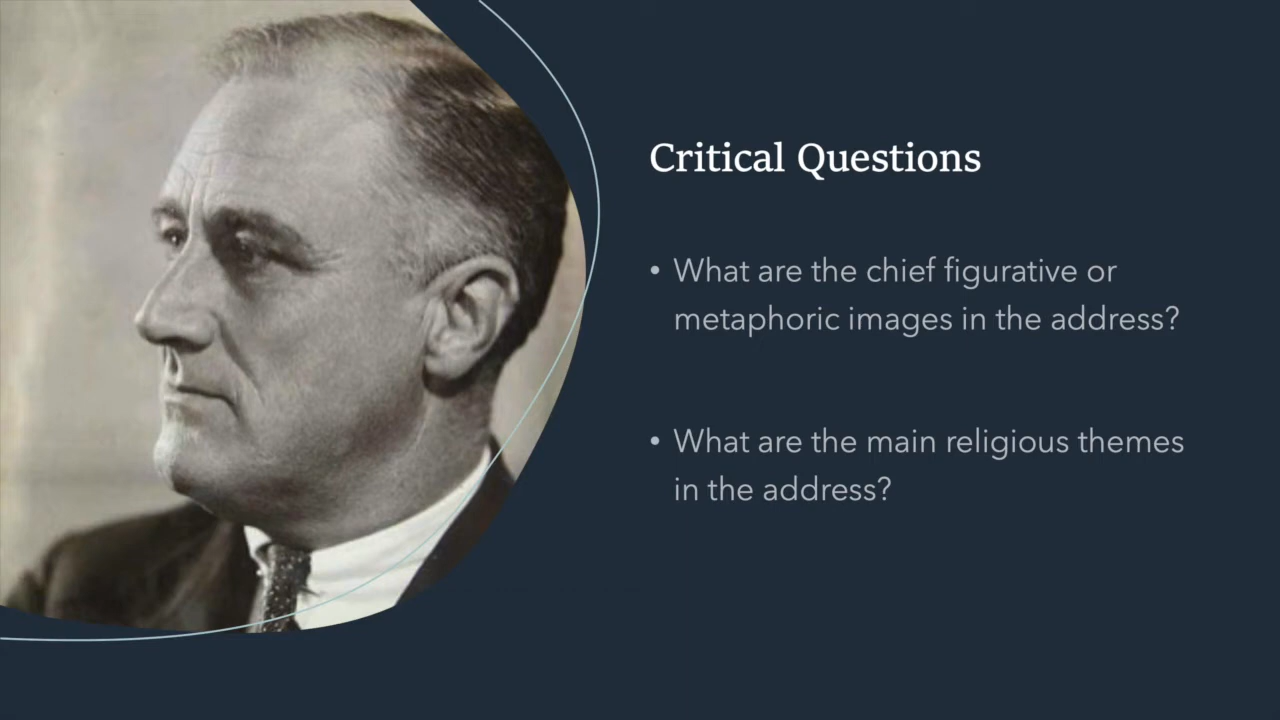 Critical Questions
• What are the chief figurative or
metaphoric images in the address?
• What are the main religious themes
in the address?